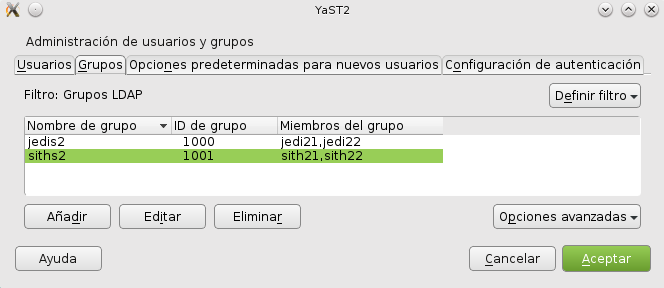 YaST2
Administración de usuarios y grupos
Usuarios Grupos Opciones predeterminadas para nuevos usuarios Configuración de autenticación
Filtro: Grupos LDAP Definir filtro
Nombre de grupo ID de grupo Miembros del grupo
jedis2 1000 jedi21,jedi22
siths2 1001 sith21,sith22
Añadir Editar Eliminar Opciones avanzadas
Ayuda Cancelar Aceptar